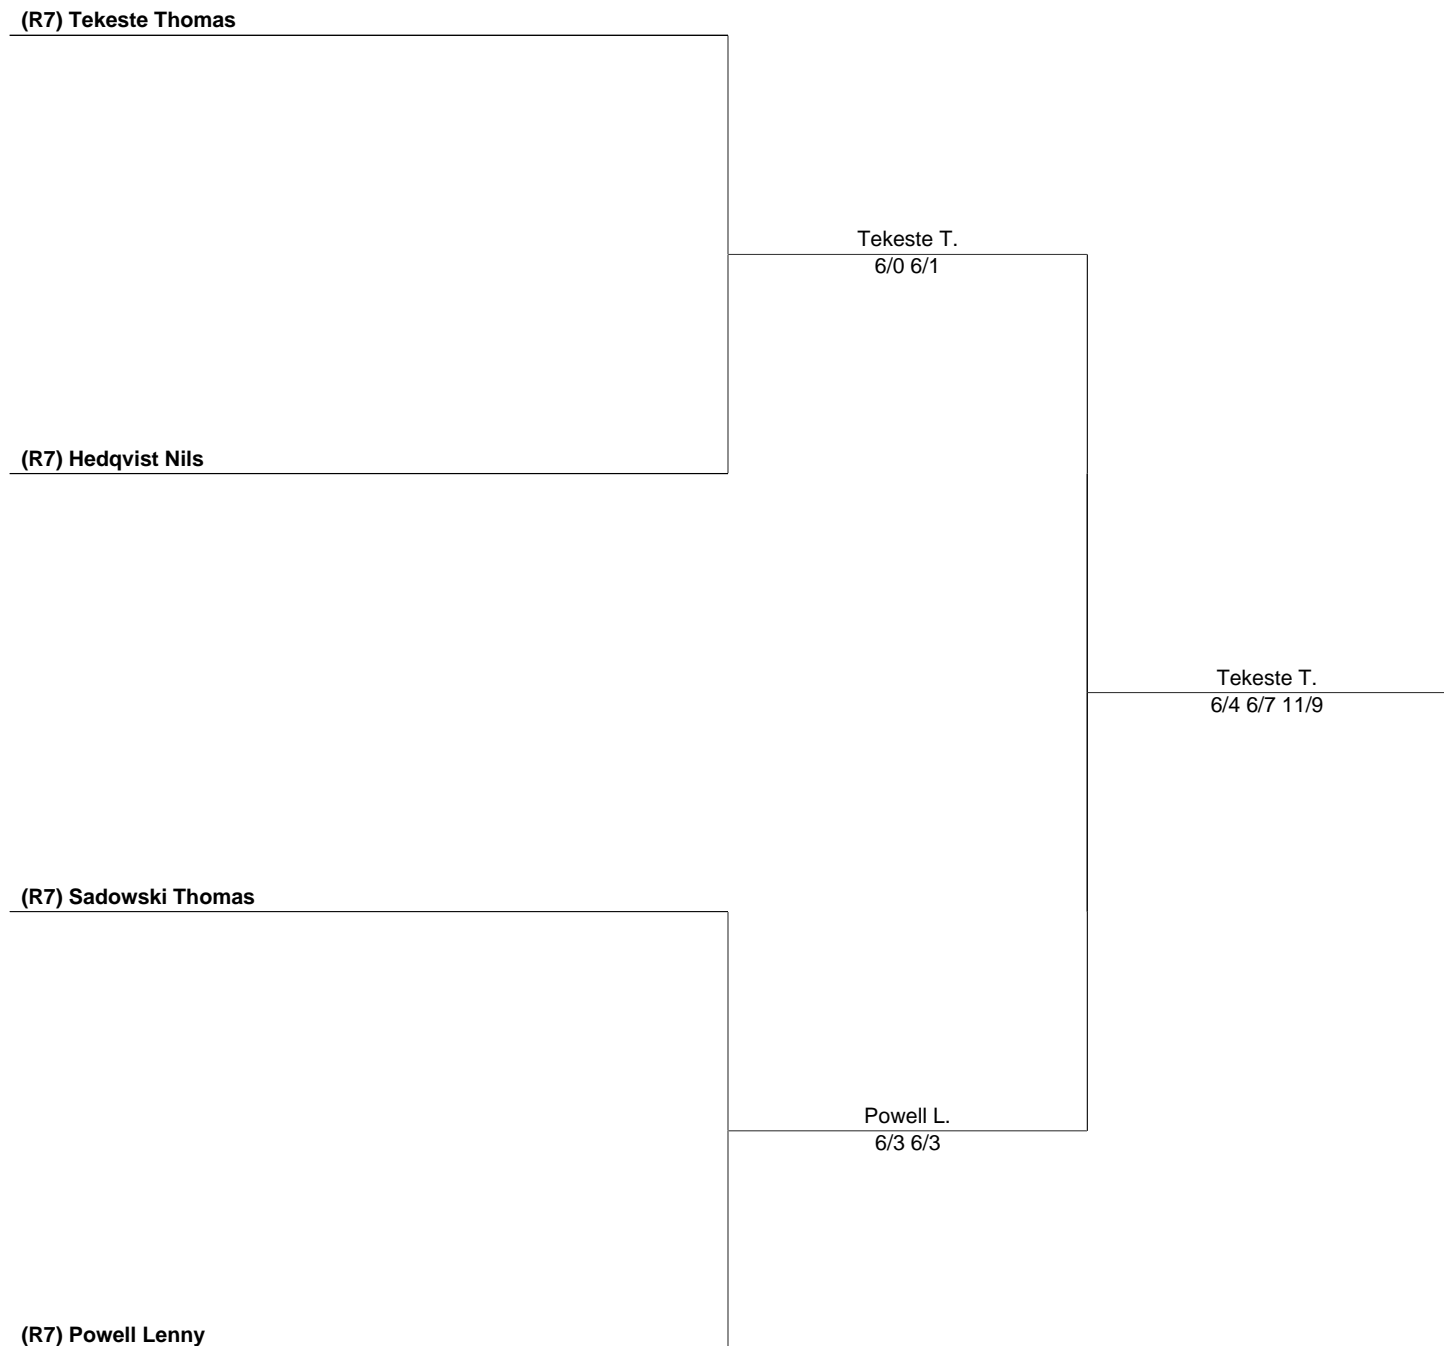 (R7) Tekeste Thomas
Tekeste T.
6/0 6/1
(R7) Hedqvist Nils
Tekeste T.
6/4 6/7 11/9
(R7) Sadowski Thomas
Powell L.
6/3 6/3
(R7) Powell Lenny